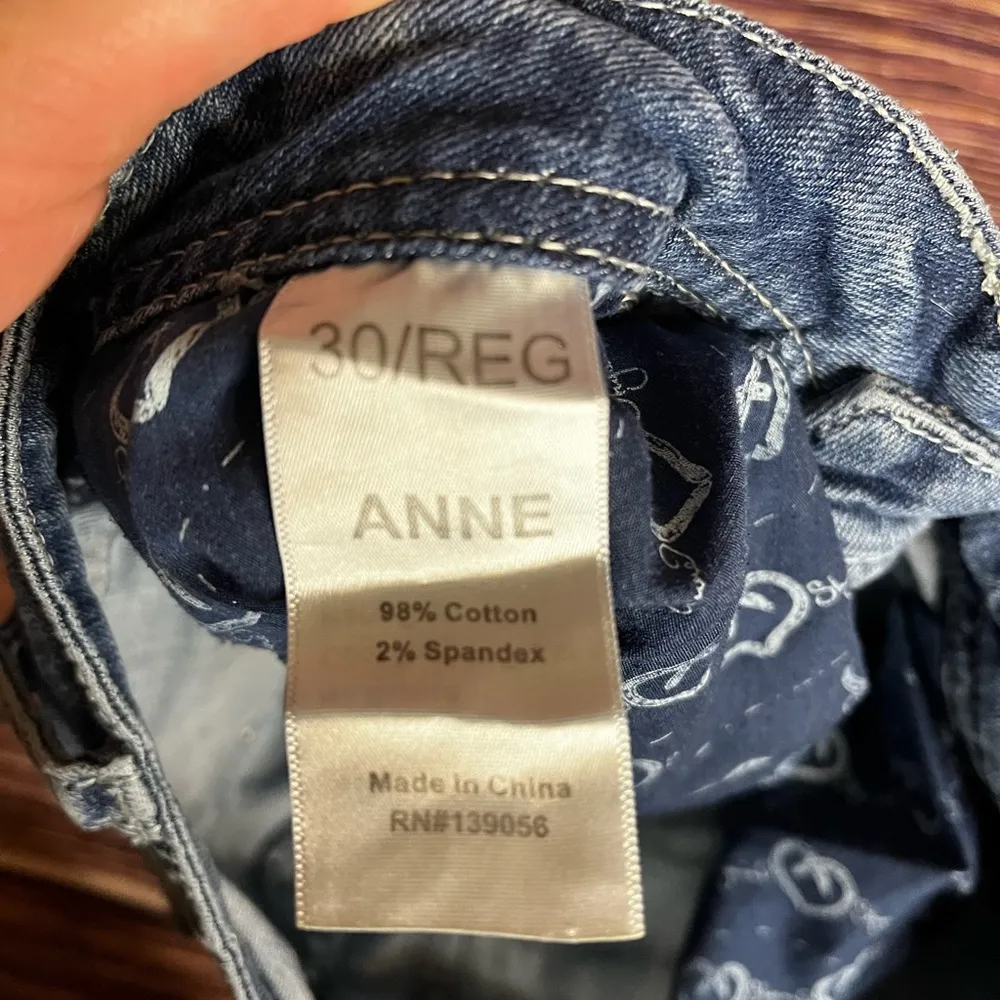 30/REG
ANNE
98% Cotton
2% Spandex
Made in China
RN#139056